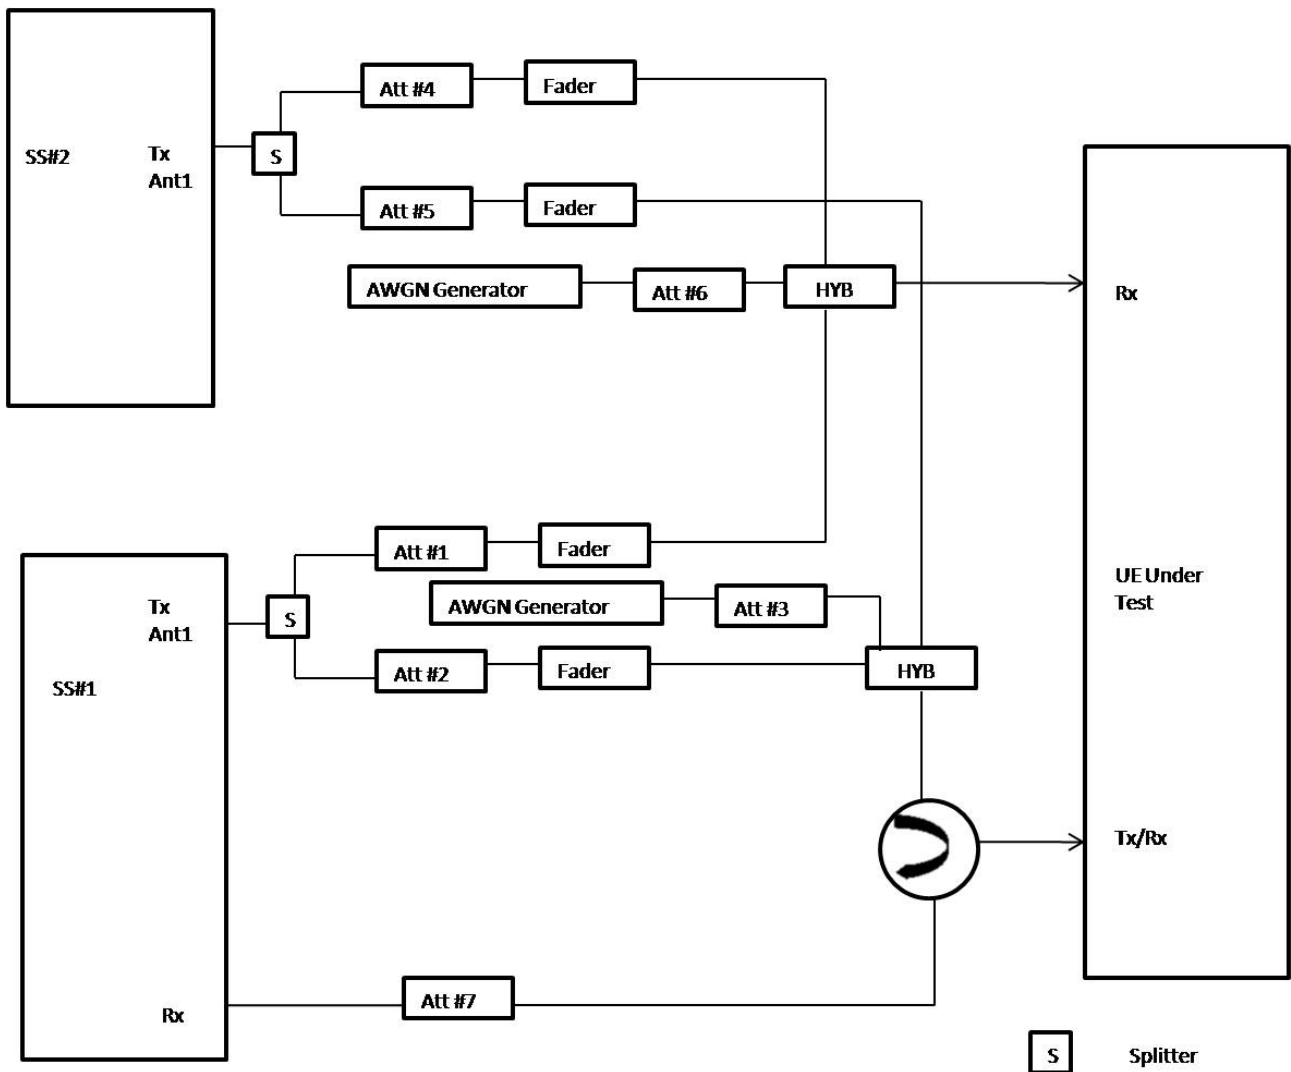 SS#2
Tx
Ant1
S
Att #4
Fader
Att #5
Fader
AWGN Generator
Att #6
HYB
Rx
SS#1
Tx
Ant1
S
Att #1
Fader
AWGN Generator
Att #3
Att #2
Fader
HYB
UE Under
Test
Tx/Rx
Rx
Att #7
S
Splitter